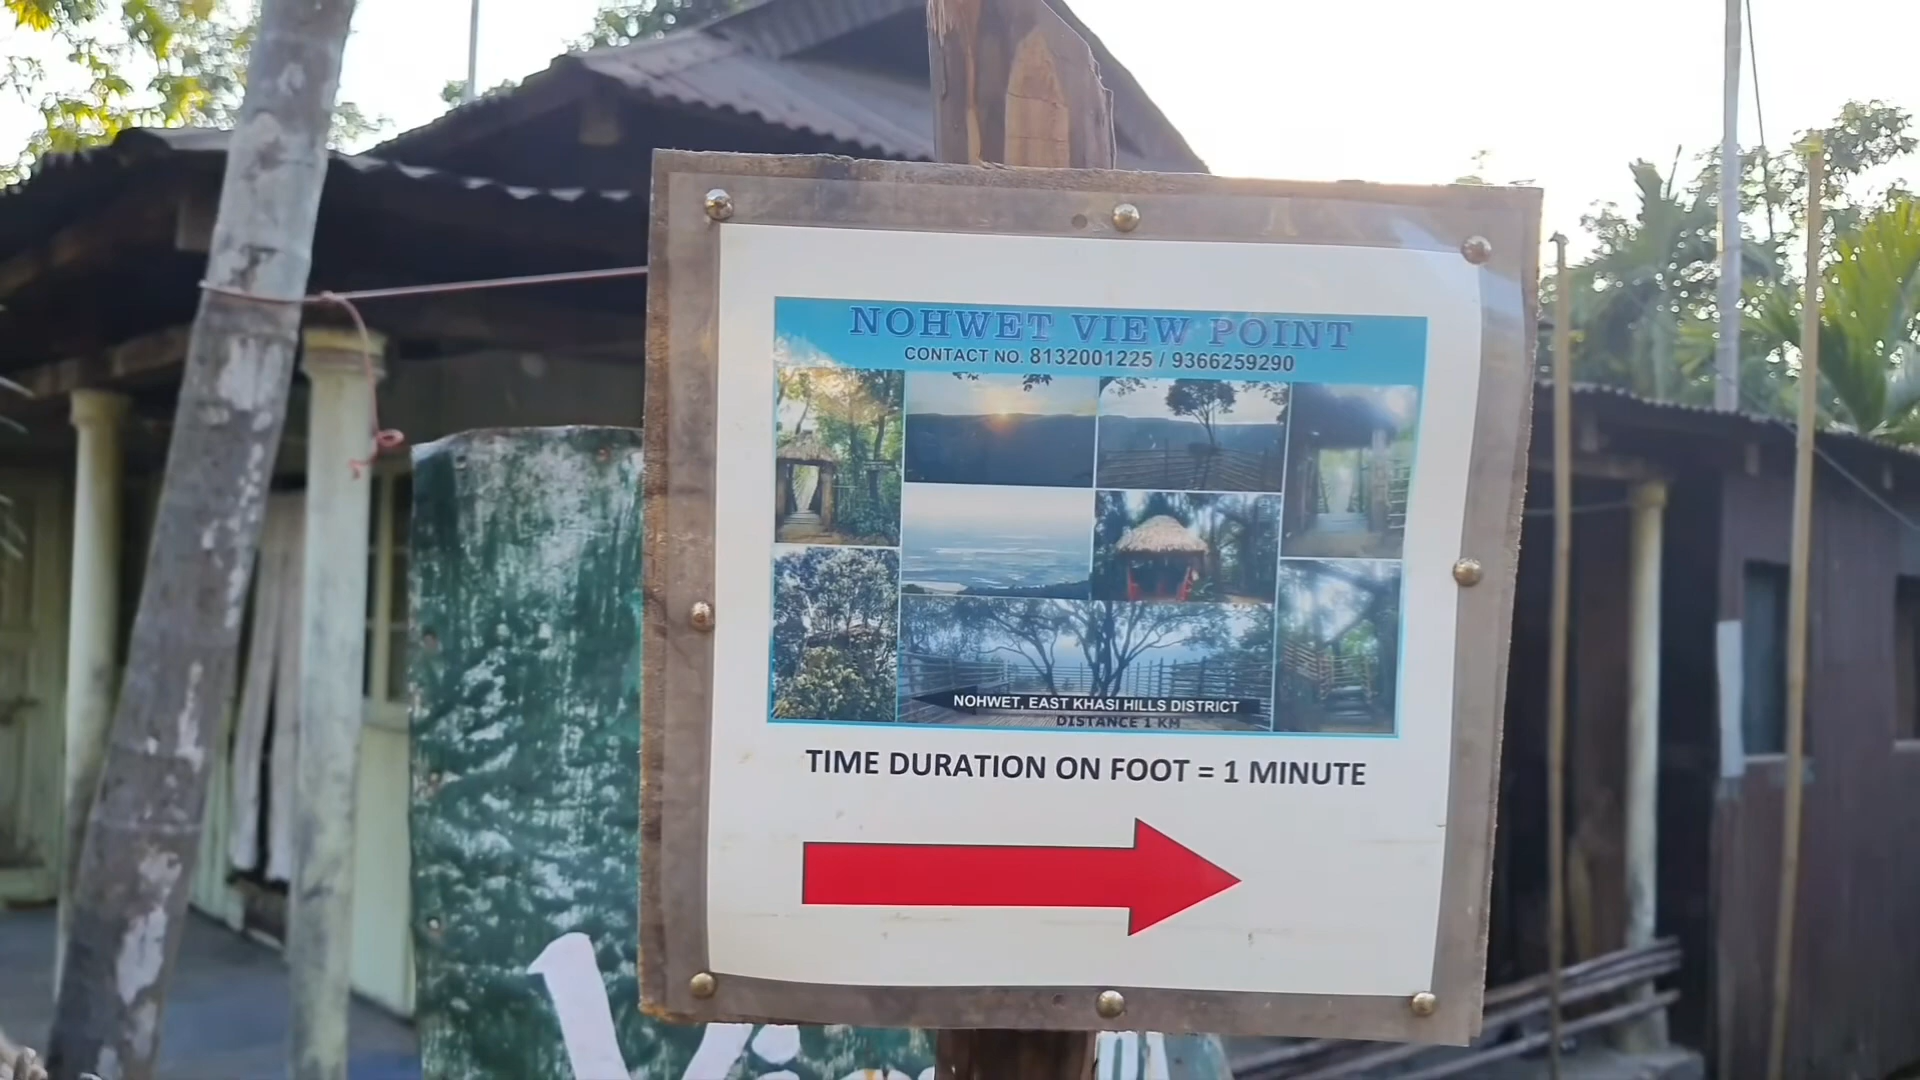 NOHWET VIEW POINT
CONTACT NO. 8132001225 / 9366259290
NOHWET, EAST KHASI HILLS DISTRICT
DISTANCE 1 KM
TIME DURATION ON FOOT = 1 MINUTE